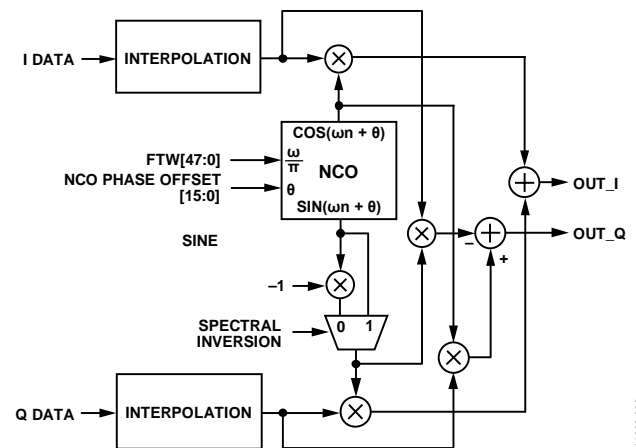 I DATA
INTERPOLATION
COS(ωn + θ)
FTW[47:0]
ω
π
NCO
NCO PHASE OFFSET
[15:0]
θ
SIN(ωn + θ)
OUT_I
SINE
–
+
OUT_Q
–1
0 1
SPECTRAL
INVERSION
Q DATA
INTERPOLATION